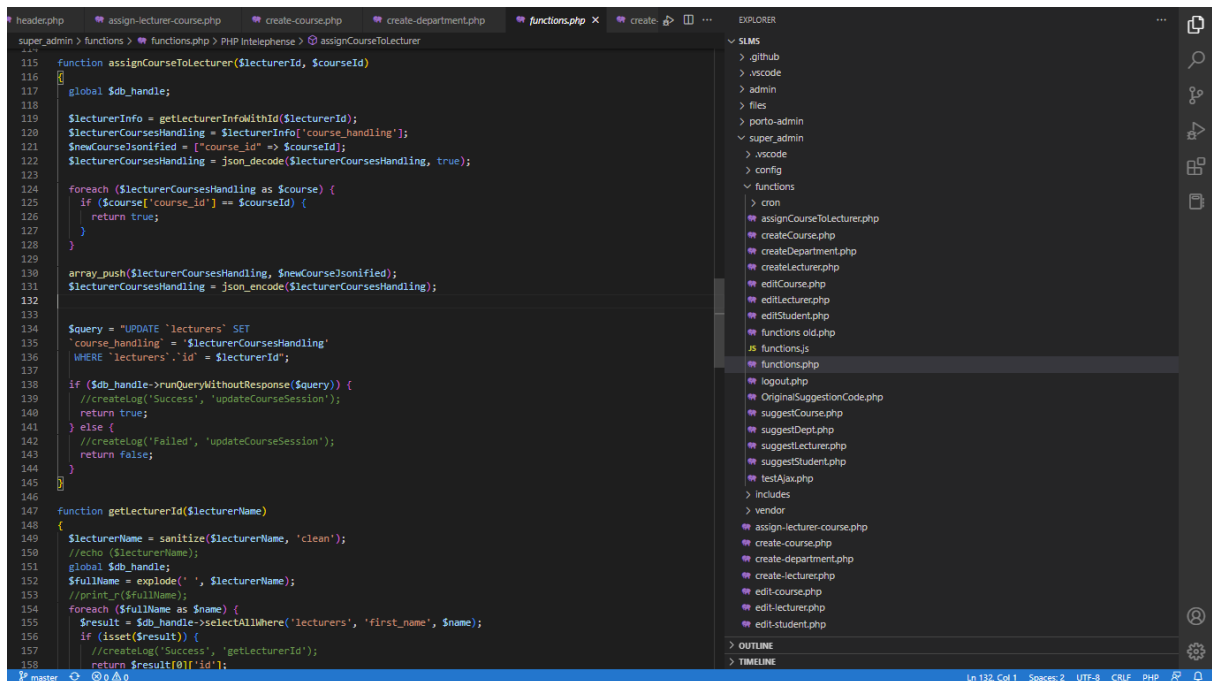 header.php assign-lecturer-course.php create-course.php create-department.php functions.php create-
super_admin > functions > functions.php > PHP Intelephense > assignCourseToLecturer
114
115 function assignCourseToLecturer($lecturerId, $courseId)
116 {
117 global $db_handle;
118
119 $lecturerInfo = getLecturerInfoWithId($lecturerId);
120 $lecturerCoursesHandling = $lecturerInfo['course_handling'];
121 $newCourseJsonified = ["course_id" => $courseId];
122 $lecturerCoursesHandling = json_decode($lecturerCoursesHandling, true);
123
124 foreach ($lecturerCoursesHandling as $course) {
125 if ($course['course_id'] == $courseId) {
126 return true;
127 }
128 }
129
130 array_push($lecturerCoursesHandling, $newCourseJsonified);
131 $lecturerCoursesHandling = json_encode($lecturerCoursesHandling);
132
133
134 $query = "UPDATE `lecturers` SET
135 `course_handling` = '$lecturerCoursesHandling'
136 WHERE `lecturers`.`id` = $lecturerId";
137
138 if ($db_handle->runQueryWithoutResponse($query)) {
139 //createLog('Success', 'updateCourseSession');
140 return true;
141 } else {
142 //createLog('Failed', 'updateCourseSession');
143 return false;
144 }
145 }
146
147 function getLecturerId($lecturerName)
148 {
149 $lecturerName = sanitize($lecturerName, 'clean');
150 //echo ($lecturerName);
151 global $db_handle;
152 $fullName = explode(' ', $lecturerName);
153 //print_r($fullName);
154 foreach ($fullName as $name) {
155 $result = $db_handle->selectAllWhere('lecturers', 'first_name', $name);
156 if (isset($result)) {
157 //createLog('Success', 'getLecturerId');
158 return $result[0]['id'];
EXPLORER
SLMS
.github
.vscode
admin
files
porto-admin
super_admin
.vscode
config
functions
cron
assignCourseToLecturer.php
createCourse.php
createDepartment.php
createLecturer.php
editCourse.php
editLecturer.php
editStudent.php
functions old.php
JS functions.js
functions.php
logout.php
OriginalSuggestionCode.php
suggestCourse.php
suggestDept.php
suggestLecturer.php
suggestStudent.php
testAjax.php
includes
vendor
assign-lecturer-course.php
create-course.php
create-department.php
create-lecturer.php
edit-course.php
edit-lecturer.php
edit-student.php
OUTLINE
TIMELINE
master 0 0 Ln 132, Col 1 Spaces: 2 UTF-8 CRLF PHP